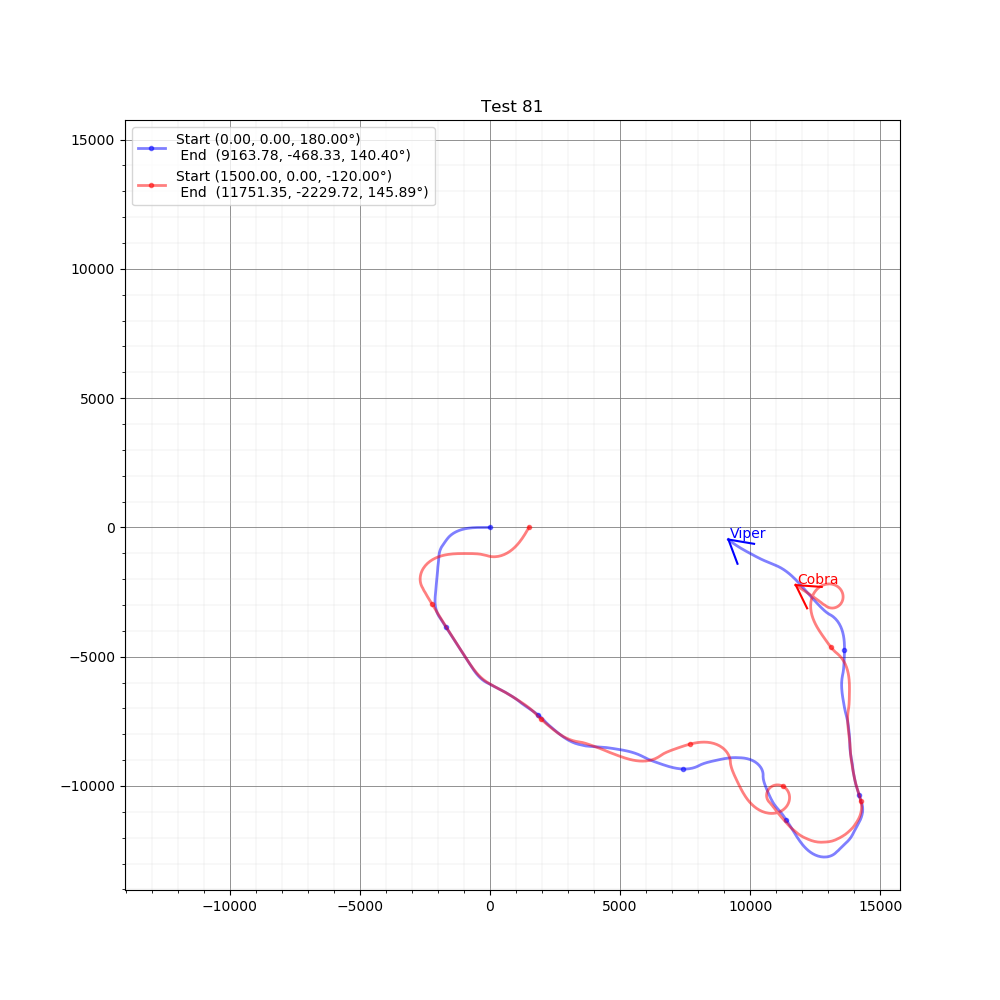 Test 81
Start (0.00, 0.00, 180.00°)
End  (9163.78, -468.33, 140.40°)
Start (1500.00, 0.00, -120.00°)
End  (11751.35, -2229.72, 145.89°)
15000
10000
5000
0
−5000
−10000
Viper
Cobra
−10000
−5000
0
5000
10000
15000